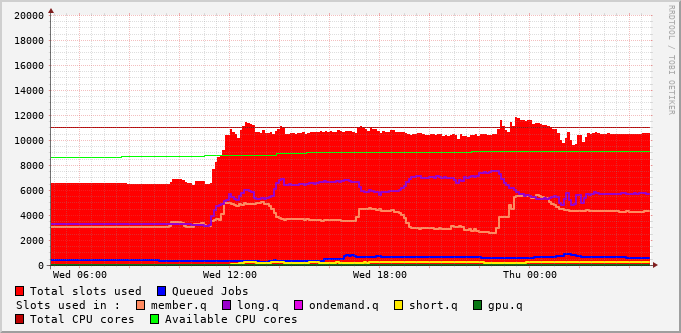 20000
18000
16000
14000
12000
10000
8000
6000
4000
2000
0
Wed 06:00 Wed 12:00 Wed 18:00 Thu 00:00
RRDTOOL / TOBI OETIKER
Total slots used Queued Jobs
Slots used in : member.q long.q ondemand.q short.q gpu.q
Total CPU cores Available CPU cores